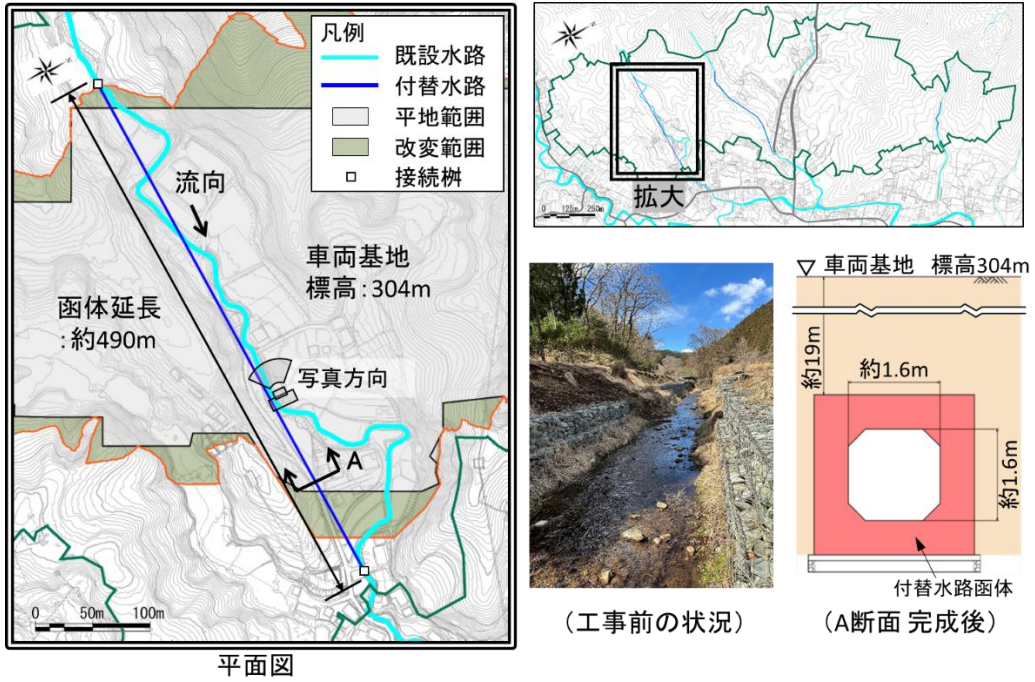 凡例
既設水路
付替水路
平地範囲
改変範囲
接続桝
流向
車両基地
標高:304m
函体延長
:約490m
写真方向
A
0 50m 100m
平面図
拡大
0 125m 250m
(工事前の状況)
車両基地 標高304m
約19m
約1.6m
約1.6m
付替水路函体
(A断面 完成後)